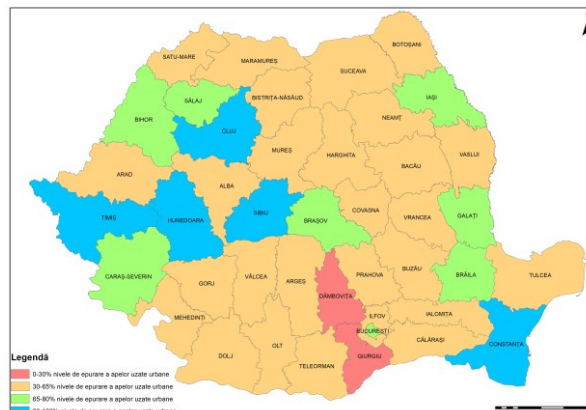 BOTOȘANI
SATU-MARE
MARAMUREȘ
SUCEAVA
BISTRIȚA-NĂSĂUD
SĂLAJ
IAȘI
BIHOR
NEAMȚ
CLUJ
MUREȘ
HARGHITA
VASLUI
BACĂU
ARAD
ALBA
COVASNA
TIMIȘ
HUNEDOARA
SIBIU
BRAȘOV
VRANCEA
GALAȚI
CARAȘ-SEVERIN
GORJ
VÂLCEA
ARGEȘ
PRAHOVA
BUZĂU
BRĂILA
TULCEA
DÂMBOVIȚA
MEHEDINȚI
ILFOV
IALOMIȚA
BUCUREȘTI
CĂLĂRAȘI
CONSTANȚA
DOLJ
OLT
TELEORMAN
GIURGIU
Legendă
0-30% nivele de epurare a apelor uzate urbane
30-65% nivele de epurare a apelor uzate urbane
65-80% nivele de epurare a apelor uzate urbane